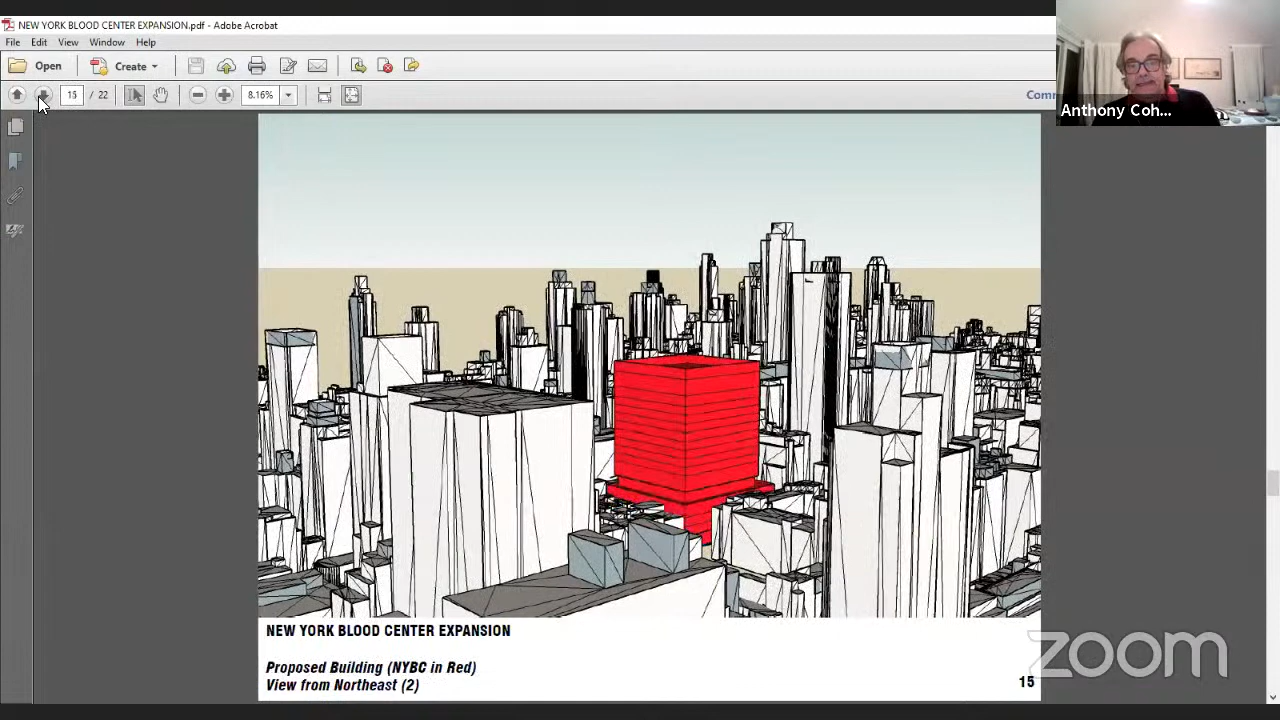 NEW YORK BLOOD CENTER EXPANSION.pdf - Adobe Acrobat
File Edit View Window Help
Open Create
15 / 22 8.16% Comm
Anthony Coh...
NEW YORK BLOOD CENTER EXPANSION
Proposed Building (NYBC in Red)
View from Northeast (2)
15
zoom